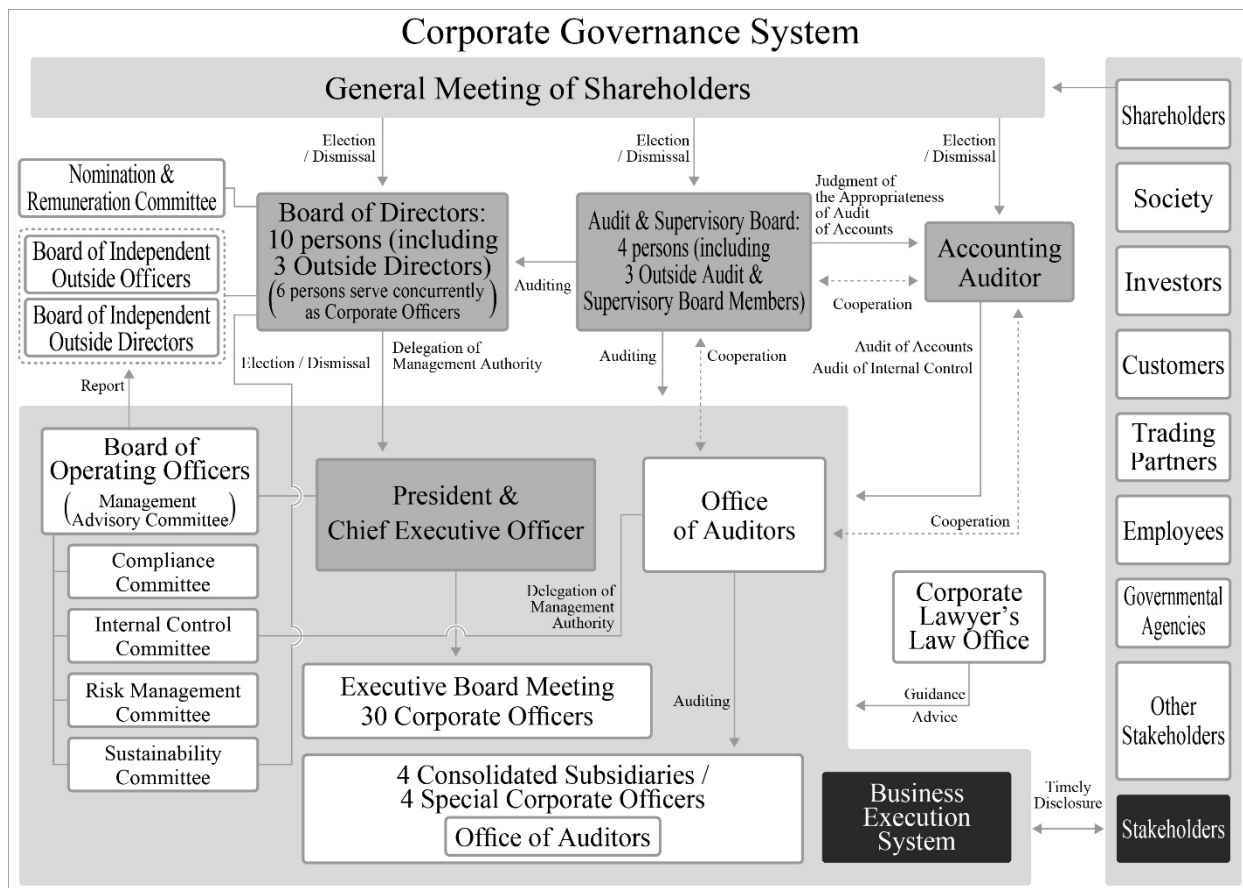 Corporate Governance System
General Meeting of Shareholders
Election
/ Dismissal
Election
/ Dismissal
Election
/ Dismissal
Nomination &
Remuneration Committee
Board of Independent
Outside Officers
Board of Independent
Outside Directors
Board of Directors:
10 persons (including
3 Outside Directors)
(6 persons serve concurrently
as Corporate Officers)
Auditing
Audit & Supervisory Board:
4 persons (including
3 Outside Audit &
Supervisory Board Members)
Judgment of
the Appropriateness
of Audit
of Accounts
Cooperation
Accounting
Auditor
Report
Election / Dismissal
Delegation of
Management Authority
Auditing
Cooperation
Audit of Accounts
Audit of Internal Control
Board of
Operating Officers
(Management
Advisory Committee)
Compliance
Committee
Internal Control
Committee
Risk Management
Committee
Sustainability
Committee
President &
Chief Executive Officer
Office
of Auditors
Cooperation
Delegation of
Management
Authority
Executive Board Meeting
30 Corporate Officers
Auditing
4 Consolidated Subsidiaries /
4 Special Corporate Officers
Office of Auditors
Corporate
Lawyer's
Law Office
Guidance
Advice
Business
Execution
System
Timely
Disclosure
Shareholders
Society
Investors
Customers
Trading
Partners
Employees
Governmental
Agencies
Other
Stakeholders
Stakeholders